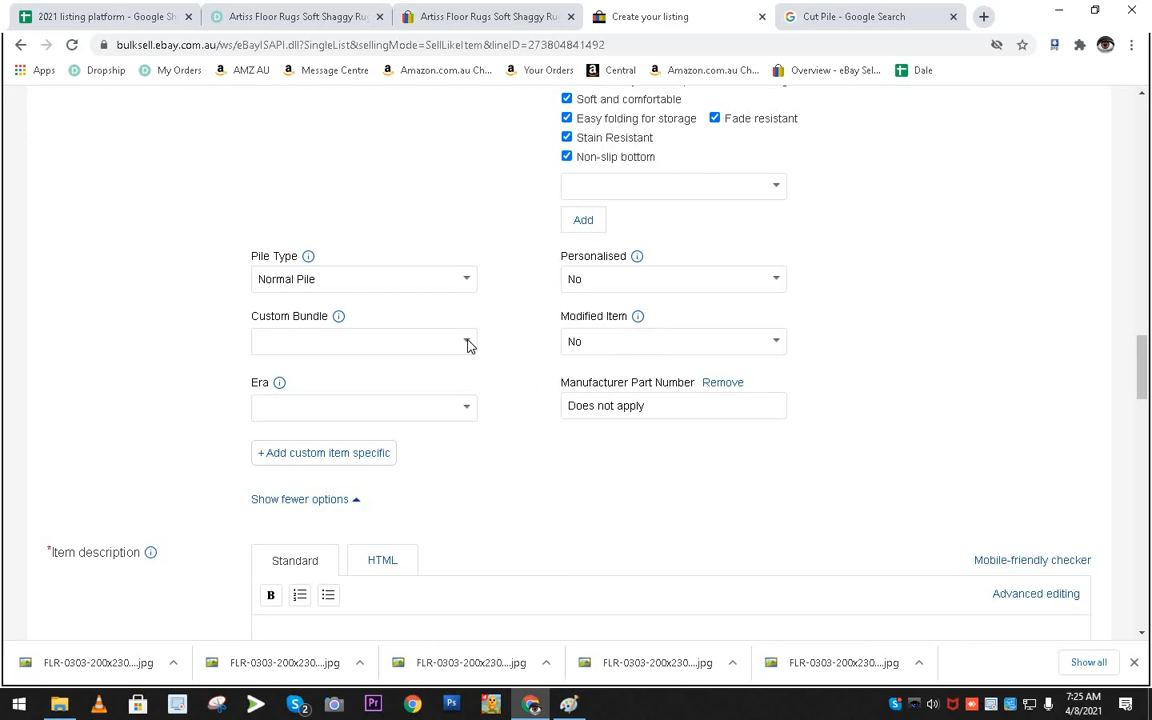 2021 listing platform - Google Sh
Artiss Floor Rugs Soft Shaggy Ru
Artiss Floor Rugs Soft Shaggy Ru
Create your listing
Cut Pile - Google Search
bulksell.ebay.com.au/ws/eBayISAPI.dll?SingleList&sellingMode=SellLikeItem&lineID=273804841492
Apps Dropship My Orders AMZ AU Message Centre Amazon.com.au Ch... Your Orders Central Amazon.com.au Ch... Overview - eBay Sel... Dale
Soft and comfortable
Easy folding for storage Fade resistant
Stain Resistant
Non-slip bottom
Add
Pile Type Personalised
Normal Pile No
Custom Bundle Modified Item
No
Era Manufacturer Part Number Remove
Does not apply
+ Add custom item specific
Show fewer options
*Item description Standard HTML Mobile-friendly checker
B Advanced editing
FLR-0303-200x230....jpg FLR-0303-200x230....jpg FLR-0303-200x230....jpg FLR-0303-200x230....jpg FLR-0303-200x230....jpg Show all
7:25 AM
4/8/2021